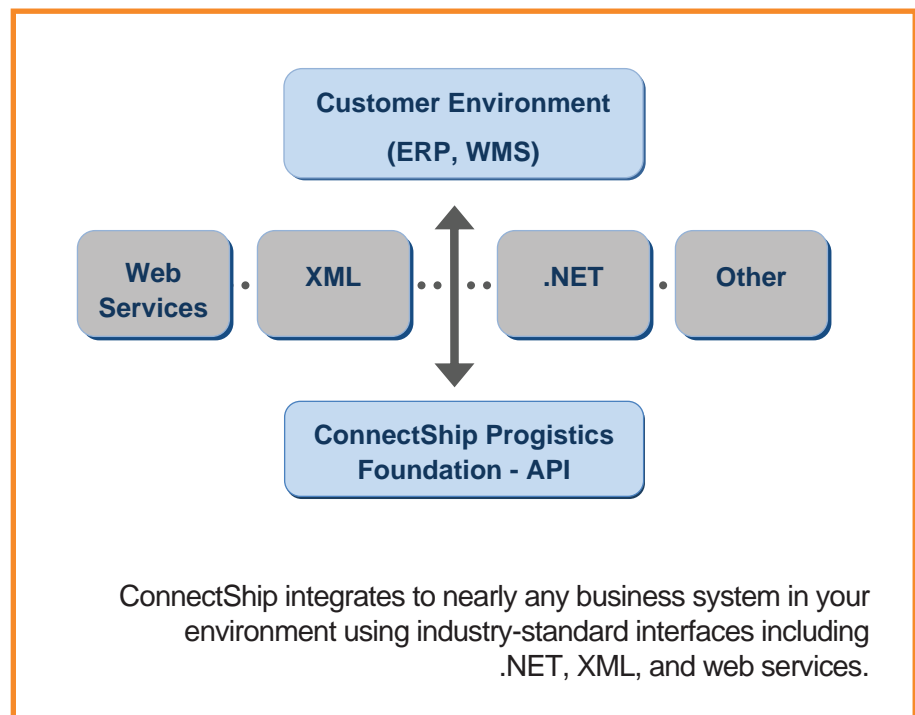 Customer Environment
(ERP, WMS)
Web
Services
XML
.NET
Other
ConnectShip Progistics
Foundation - API
ConnectShip integrates to nearly any business system in your
environment using industry-standard interfaces including
.NET, XML, and web services.